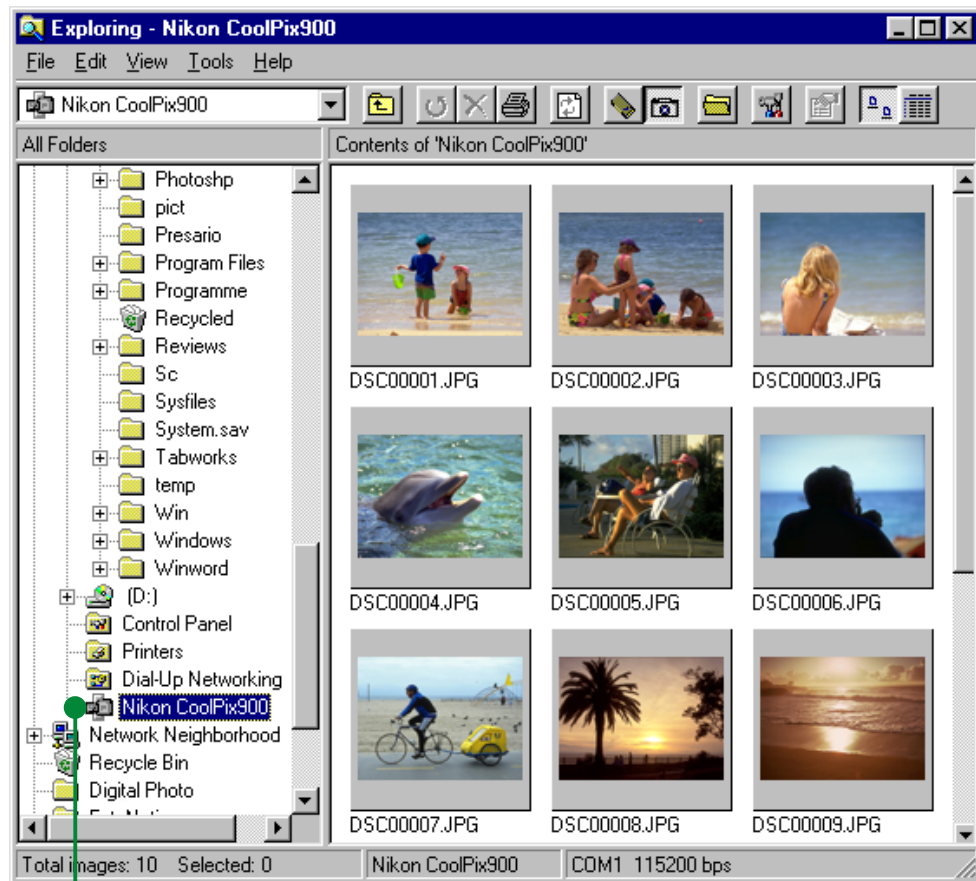 Exploring - Nikon CoolPix900
File Edit View Tools Help
Nikon CoolPix900
All Folders
Contents of 'Nikon CoolPix900'
Photoshp
pict
Presario
Program Files
Programme
Recycled
Reviews
Sc
Sysfiles
System.sav
Tabworks
temp
Win
Windows
Winword
(D:)
Control Panel
Printers
Dial-Up Networking
Nikon CoolPix900
Network Neighborhood
Recycle Bin
Digital Photo
DSC00001.JPG DSC00002.JPG DSC00003.JPG
DSC00004.JPG DSC00005.JPG DSC00006.JPG
DSC00007.JPG DSC00008.JPG DSC00009.JPG
Total images: 10 Selected: 0 Nikon CoolPix900 COM1 115200 bps